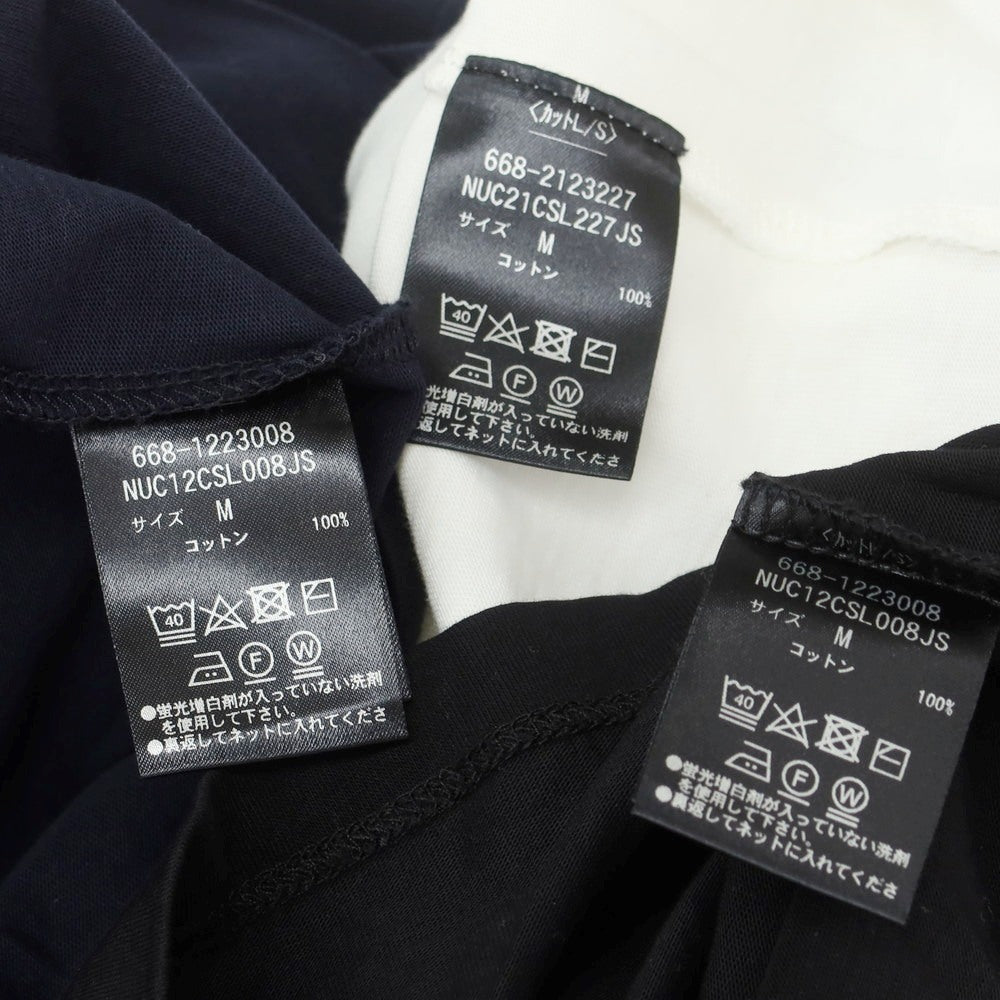 M
〈カットL/S〉
668-2123227
NUC21CSL227JS
サイズ M
コットン
100%
40
F
W
光増白剤が入っていない洗剤
使用して下さい。
返してネットに入れてくださ
668-1223008
NUC12CSL008JS
サイズ M
コットン 100%
40
F
W
●蛍光増白剤が入っていない洗剤
を使用して下さい。
●裏返してネットに入れてくださ
〈カットL/S〉
668-1223008
NUC12CSL008JS
サイズ M
コットン
100%
40
F
W
●蛍光増白剤が入っていない洗剤
を使用して下さい。
●裏返してネットに入れてくださ